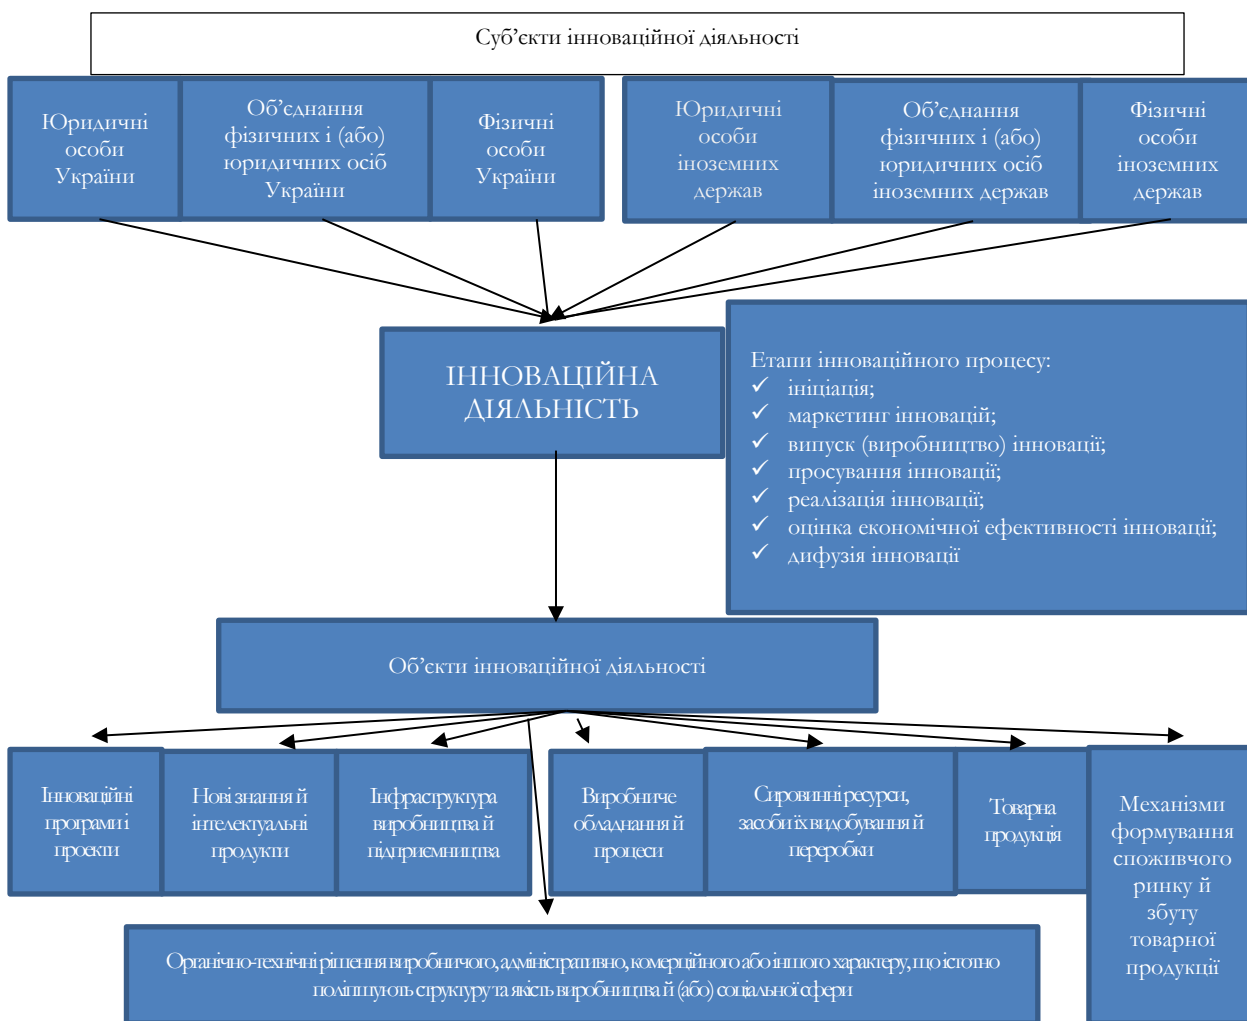 Суб’єкти інноваційної діяльності
Юридичні
особи
України
Об’єднання
фізичних і (або)
юридичних осіб
України
Фізичні
особи
України
Юридичні
особи
іноземних
держав
Об’єднання
фізичних і (або)
юридичних осіб
іноземних держав
Фізичні
особи
іноземних
держав
ІННОВАЦІЙНА
ДІЯЛЬНІСТЬ
Етапи інноваційного процесу:
✓ ініціація;
✓ маркетинг інновацій;
✓ випуск (виробництво) інновації;
✓ просування інновації;
✓ реалізація інновації;
✓ оцінка економічної ефективності інновації;
✓ дифузія інновації
Об’єкти інноваційної діяльності
Інноваційні
програми і
проекти
Нові знання й
інтелектуальні
продукти
Інфраструктура
виробництва й
підприємництва
Виробниче
обладнання й
процеси
Сировинні ресурси,
засоби їх видобування й
переробки
Товарна
продукція
Механізми
формування
споживчого
ринку й
збуту
товарної
продукції
Органічно-технічні рішення виробничого, адміністративно, комерційного або іншого характеру, що істотно
поліпшують структуру та якість виробництва й (або) соціальної сфери